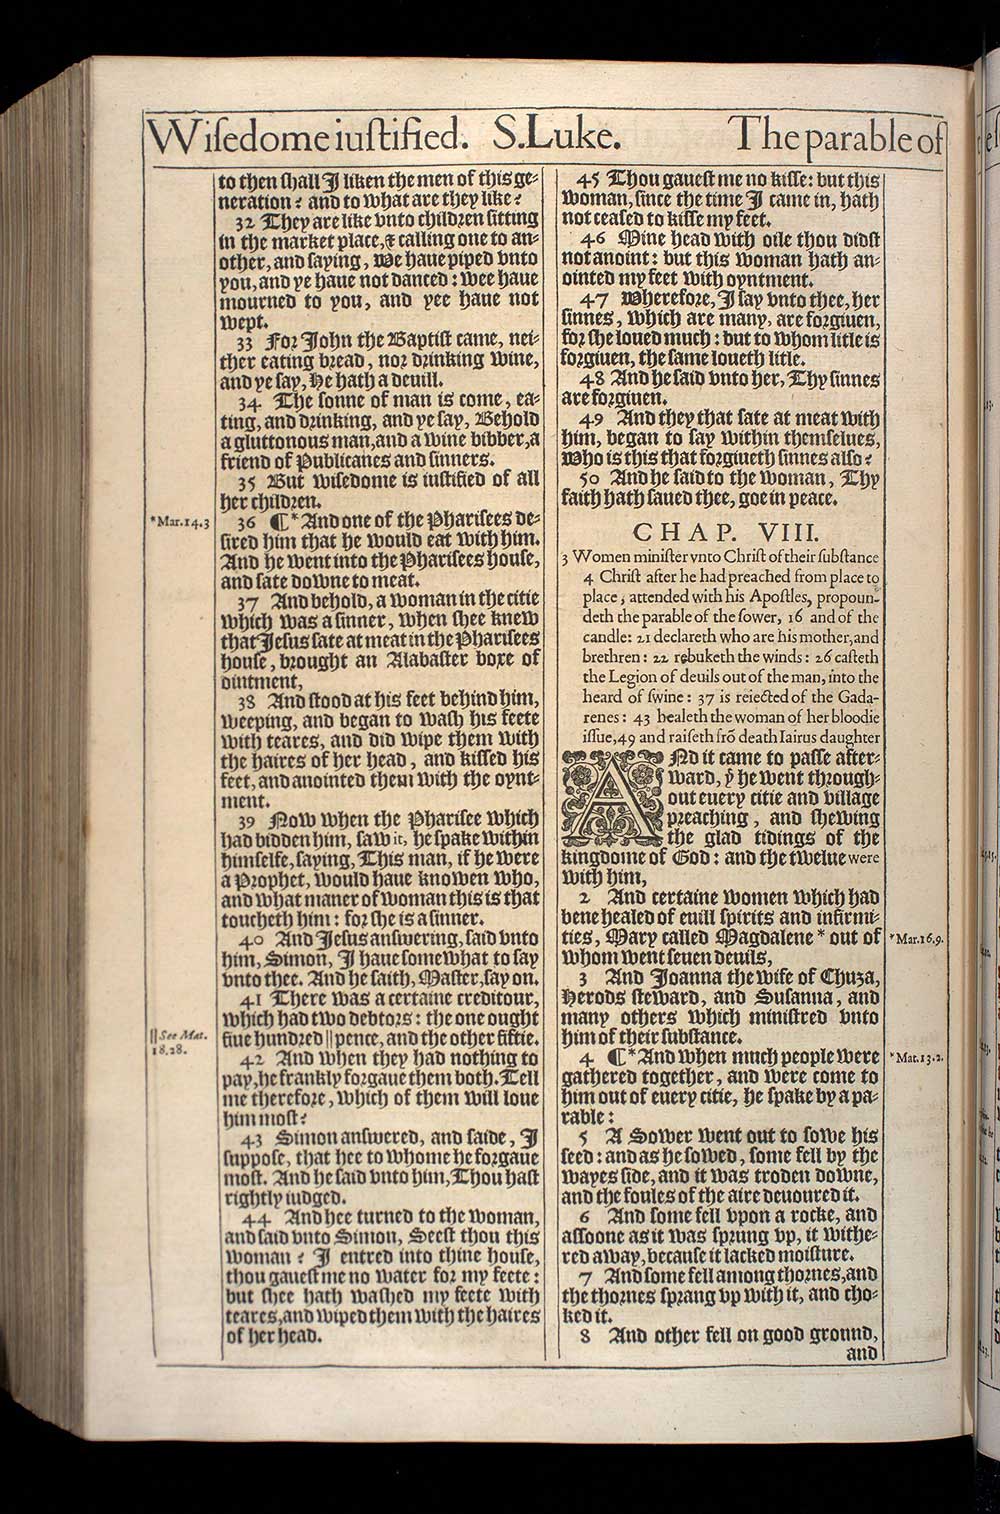 Wiſedome iuſtified. S. Luke. The parable of
to then ſhall I liken the men of this ge-
neration? and to what are they like?
32 They are like vnto children ſitting
in the market place, & calling one to an-
other, and ſaying, We haue piped vnto
you, and ye haue not danced: wee haue
mourned to you, and yee haue not
wept.
33 For John the Baptiſt came, nei-
ther eating bread, nor drinking wine,
and ye ſay, He hath a deuill.
34 The ſonne of man is come, ea-
ting, and drinking, and ye ſay, Behold
a gluttonous man, and a wine bibber, a
friend of Publicanes and ſinners.
35 But wiſedome is iuſtified of all
her children.
*Mar. 14. 3
36 ¶ * And one of the Phariſees de-
ſired him that he would eat with him.
And he went into the Phariſees houſe,
and ſate downe to meat.
37 And behold, a woman in the citie
which was a ſinner, when ſhee knew
that Jeſus ſate at meat in the Phariſees
houſe, brought an Alabaſter boxe of
ointment,
38 And ſtood at his feet behind him,
weeping, and began to waſh his feete
with teares, and did wipe them with
the haires of her head, and kiſſed his
feet, and anointed them with the oynt-
ment.
39 Now when the Phariſee which
had bidden him, ſaw it, he ſpake within
himſelfe, ſaying, This man, if he were
a Prophet, would haue knowen who,
and what maner of woman this is that
toucheth him: for ſhe is a ſinner.
40 And Jeſus anſwering, ſaid vnto
him, Simon, I haue ſomewhat to ſay
vnto thee. And he ſaith, Maſter, ſay on.
41 There was a certaine creditour,
which had two debtors: the one ought
fiue hundred || pence, and the other fiftie.
|| See Mat.
18. 28.
42 And when they had nothing to
pay, he frankly forgaue them both. Tell
me therefore, which of them will loue
him moſt?
43 Simon anſwered, and ſaide, I
ſuppoſe, that hee to whome he forgaue
moſt. And he ſaid vnto him, Thou haſt
rightly iudged.
44 And hee turned to the woman,
and ſaid vnto Simon, Seeſt thou this
woman? I entred into thine houſe,
thou gaueſt me no water for my feete:
but ſhee hath waſhed my feete with
teares, and wiped them with the haires
of her head.
45 Thou gaueſt me no kiſſe: but this
woman, ſince the time I came in, hath
not ceaſed to kiſſe my feet.
46 Mine head with oile thou didſt
not anoint: but this woman hath an-
ointed my feet with oyntment.
47 Wherefore, I ſay vnto thee, her
ſinnes, which are many, are forgiuen,
for ſhe loued much: but to whom litle is
forgiuen, the ſame loueth litle.
48 And he ſaid vnto her, Thy ſinnes
are forgiuen.
49 And they that ſate at meat with
him, began to ſay within themſelues,
Who is this that forgiueth ſinnes alſo?
50 And he ſaid to the woman, Thy
faith hath ſaued thee, goe in peace.
CHAP. VIII.
3 Women miniſter vnto Chriſt of their ſubſtance
4 Chriſt after he had preached from place to
place, attended with his Apoſtles, propoun-
deth the parable of the ſower, 16 and of the
candle: 21 declareth who are his mother, and
brethren: 22 rebuketh the winds: 26 caſteth
the Legion of deuils out of the man, into the
heard of ſwine: 37 is reiected of the Gada-
renes: 43 healeth the woman of her bloodie
iſſue, 49 and raiſeth frõ death Iairus daughter
And it came to paſſe after-
ward, yͭ he went through-
out euery citie and village
preaching, and ſhewing
the glad tidings of the
kingdome of God: and the twelue were
with him,
2 And certaine women which had
bene healed of euill ſpirits and infirmi-
ties, Mary called Magdalene * out of
*Mar. 16. 9.
whom went ſeuen deuils,
3 And Joanna the wife of Chuza,
Herods ſteward, and Suſanna, and
many others which miniſtred vnto
him of their ſubſtance.
4 ¶ * And when much people were
*Mat. 13. 2.
gathered together, and were come to
him out of euery citie, he ſpake by a pa-
rable:
5 A Sower went out to ſowe his
ſeed: and as he ſowed, ſome fell by the
wayes ſide, and it was troden downe,
and the foules of the aire deuoured it.
6 And ſome fell vpon a rocke, and
aſſoone as it was ſprung vp, it withe-
red away, becauſe it lacked moiſture.
7 And ſome fell among thornes, and
the thornes ſprang vp with it, and cho-
ked it.
8 And other fell on good ground,
and